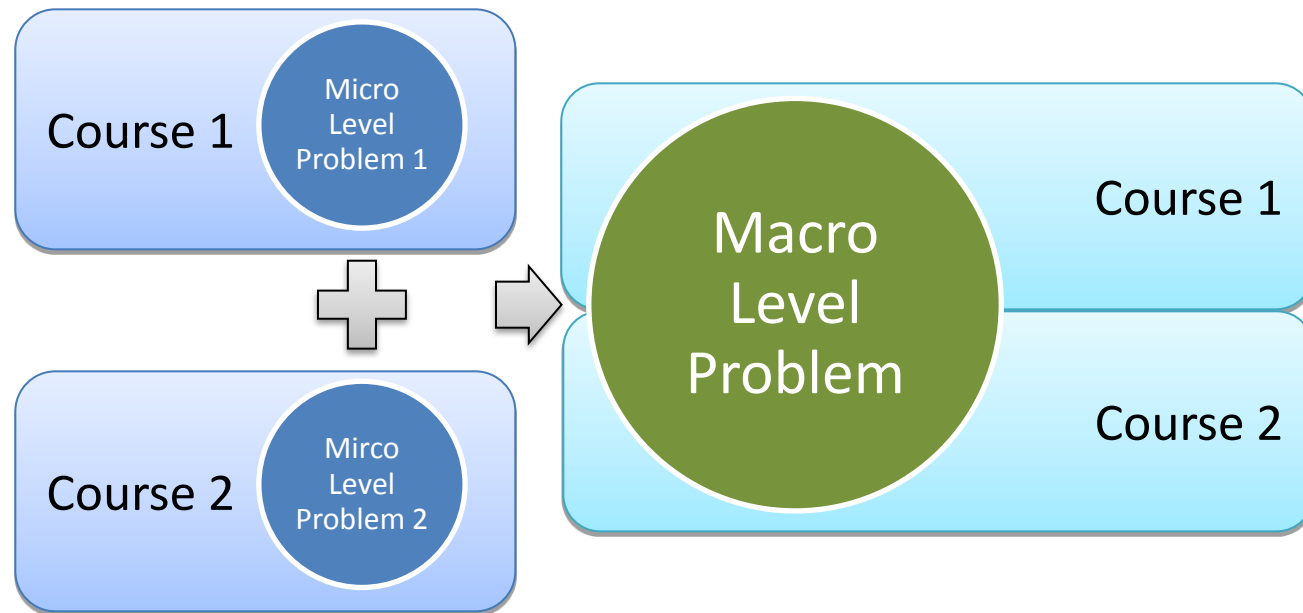 Course 1
Micro
Level
Problem 1
Course 2
Mirco
Level
Problem 2
Macro
Level
Problem
Course 1
Course 2